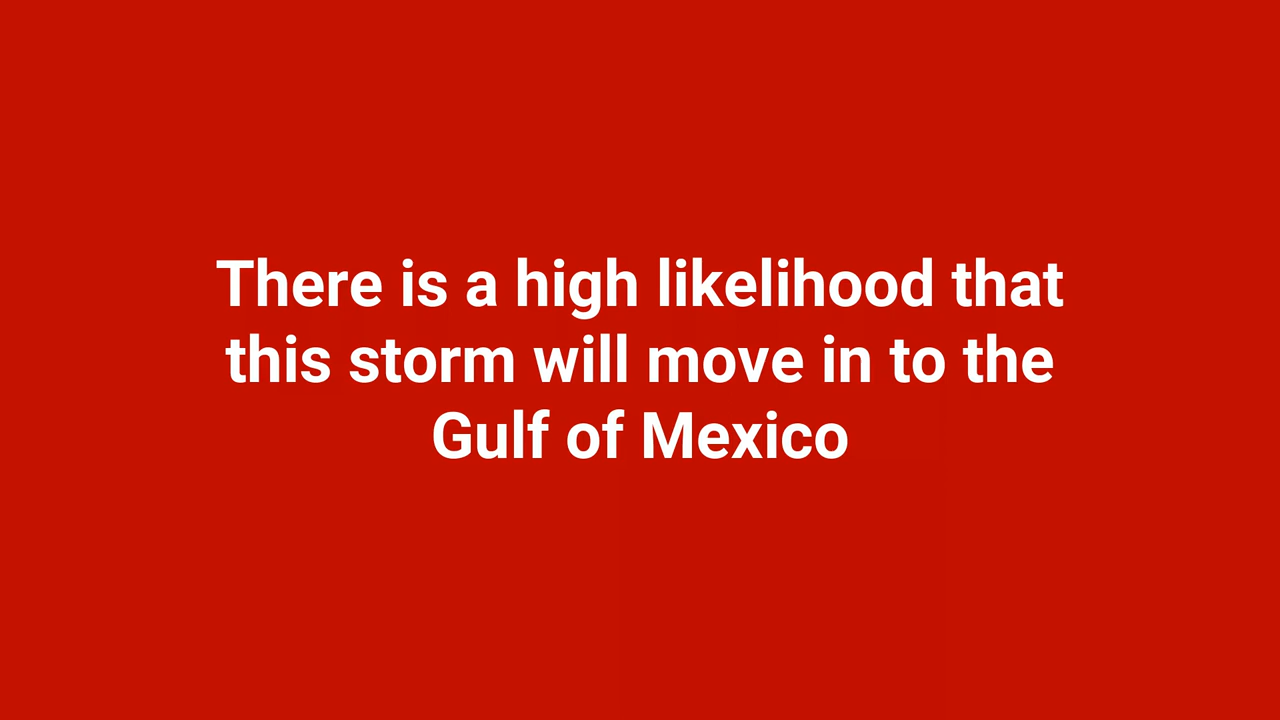 There is a high likelihood that
this storm will move in to the
Gulf of Mexico